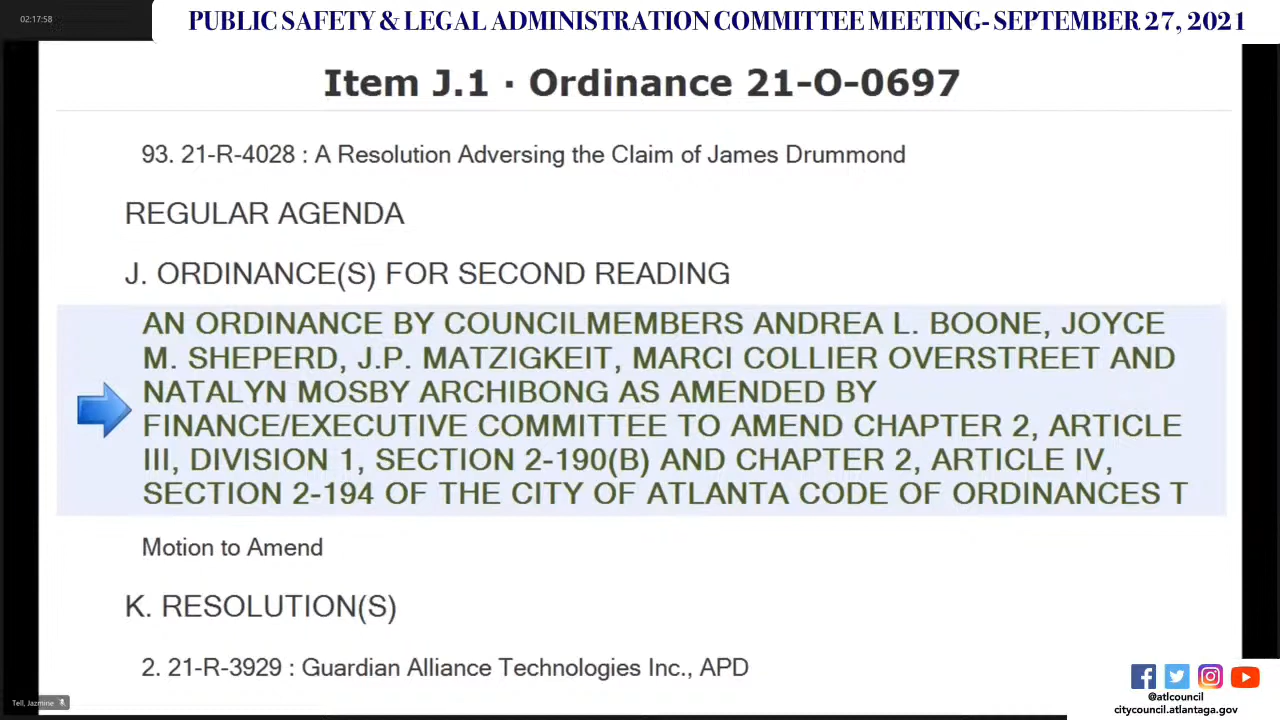 02:17:58
PUBLIC SAFETY & LEGAL ADMINISTRATION COMMITTEE MEETING- SEPTEMBER 27, 2021
Item J.1 · Ordinance 21-O-0697
93. 21-R-4028 : A Resolution Adversing the Claim of James Drummond
REGULAR AGENDA
J. ORDINANCE(S) FOR SECOND READING
AN ORDINANCE BY COUNCILMEMBERS ANDREA L. BOONE, JOYCE
M. SHEPERD, J.P. MATZIGKEIT, MARCI COLLIER OVERSTREET AND
NATALYN MOSBY ARCHIBONG AS AMENDED BY
FINANCE/EXECUTIVE COMMITTEE TO AMEND CHAPTER 2, ARTICLE
III, DIVISION 1, SECTION 2-190(B) AND CHAPTER 2, ARTICLE IV,
SECTION 2-194 OF THE CITY OF ATLANTA CODE OF ORDINANCES T
Motion to Amend
K. RESOLUTION(S)
2. 21-R-3929 : Guardian Alliance Technologies Inc., APD
Tell, Jazmine
@atlcouncil
citycouncil.atlantaga.gov